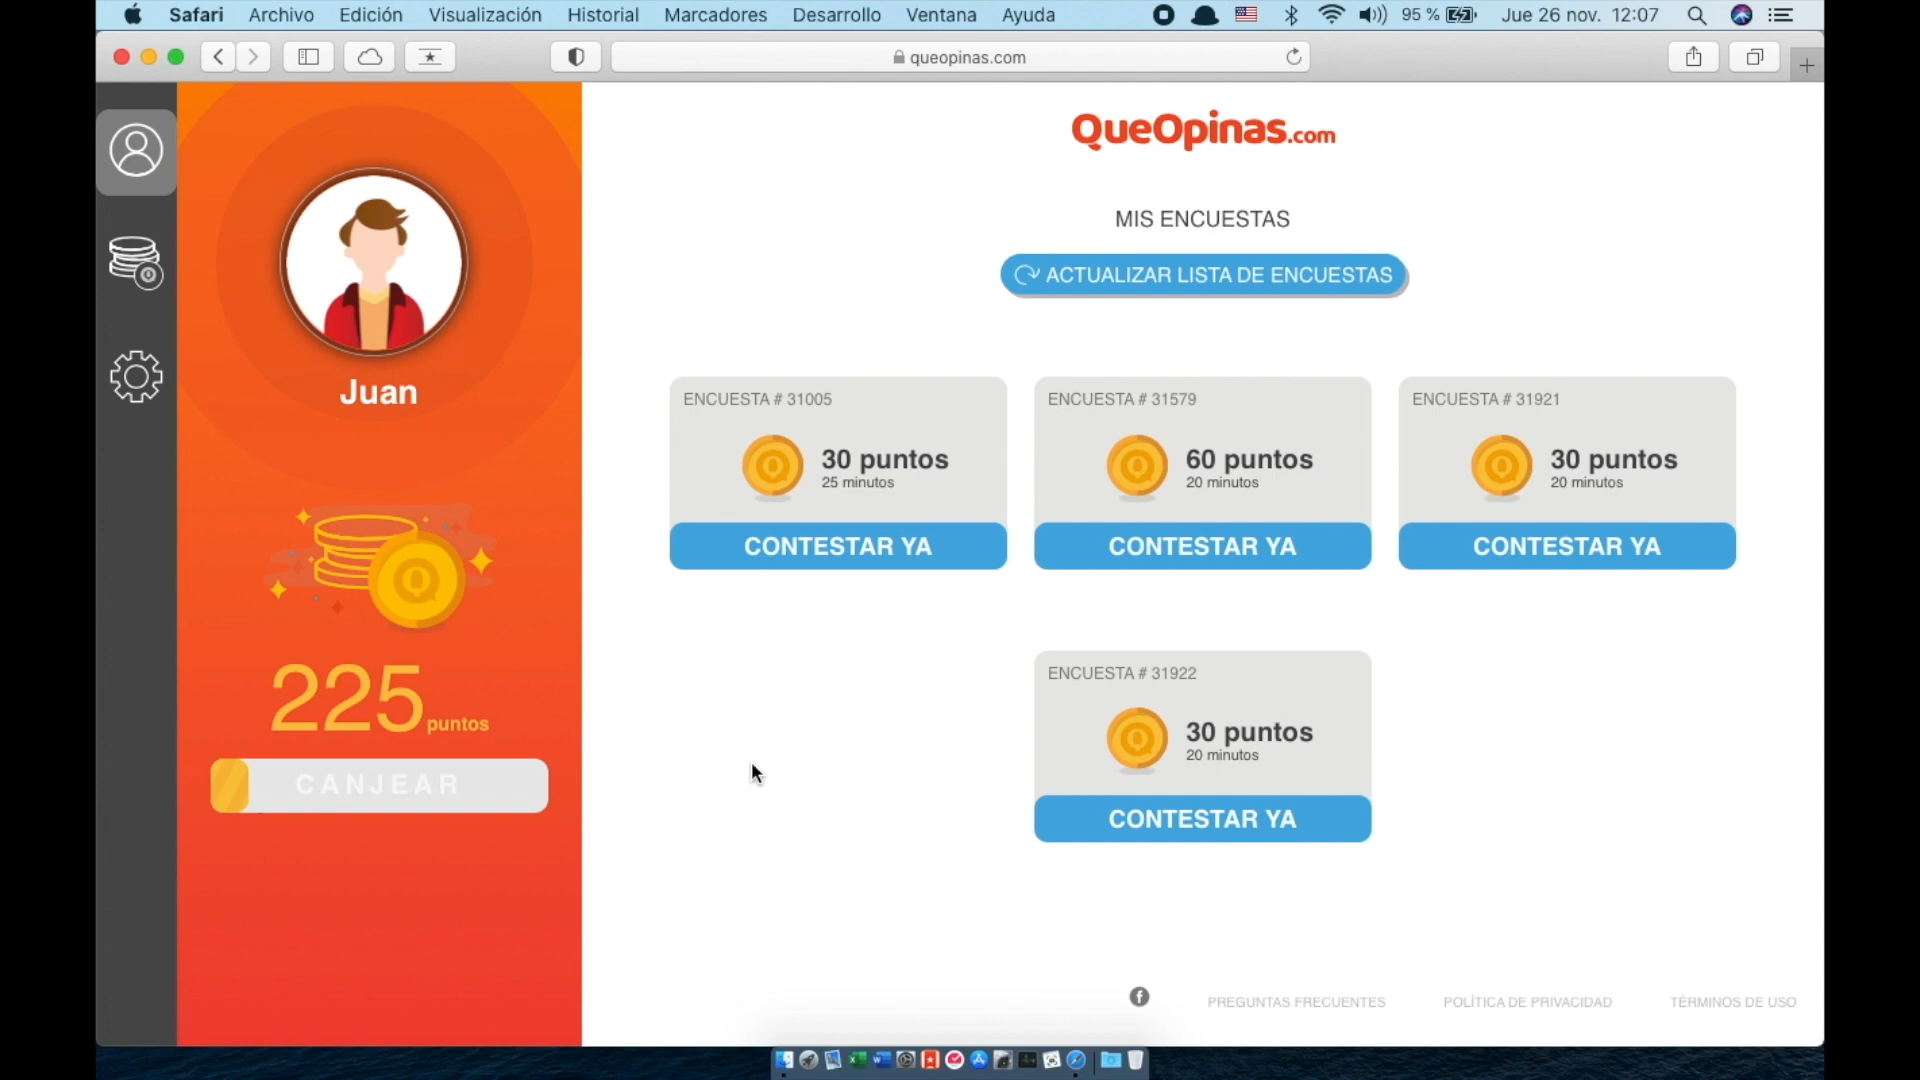 Safari Archivo Edición Visualización Historial Marcadores Desarrollo Ventana Ayuda 95 % Jue 26 nov. 12:07
queopinas.com
QueOpinas.com
MIS ENCUESTAS
ACTUALIZAR LISTA DE ENCUESTAS
Juan
225 puntos
CANJEAR
ENCUESTA # 31005
30 puntos
25 minutos
CONTESTAR YA
ENCUESTA # 31579
60 puntos
20 minutos
CONTESTAR YA
ENCUESTA # 31921
30 puntos
20 minutos
CONTESTAR YA
ENCUESTA # 31922
30 puntos
20 minutos
CONTESTAR YA
PREGUNTAS FRECUENTES POLÍTICA DE PRIVACIDAD TÉRMINOS DE USO